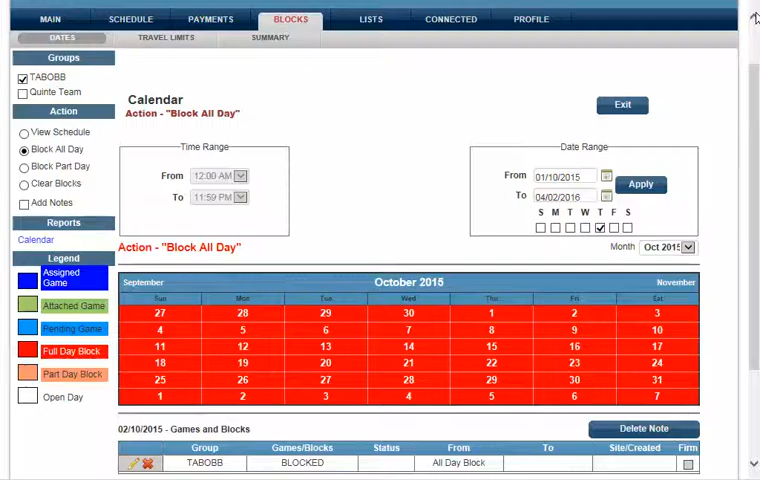 MAIN SCHEDULE PAYMENTS BLOCKS LISTS CONNECTED PROFILE
DATES TRAVEL LIMITS SUMMARY
Groups
TABOBB
Quinte Team
Action
View Schedule
Block All Day
Block Part Day
Clear Blocks
Add Notes
Reports
Calendar
Legend
Assigned
Game
Attached Game
Pending Game
Full Day Block
Part Day Block
Open Day
Calendar
Action - "Block All Day"
Exit
Time Range
From 12:00 AM
To 11:59 PM
Date Range
From 01/10/2015
To 04/02/2016
Apply
S M T W T F S
Month Oct 2015
Action - "Block All Day"
September October 2015 November
Sun Mon Tue Wed Thu Fri Sat
27 28 29 30 1 2 3
4 5 6 7 8 9 10
11 12 13 14 15 16 17
18 19 20 21 22 23 24
25 26 27 28 29 30 31
1 2 3 4 5 6 7
02/10/2015 - Games and Blocks
Delete Note
Group Games/Blocks Status From To Site/Created Firm
TABOBB BLOCKED All Day Block